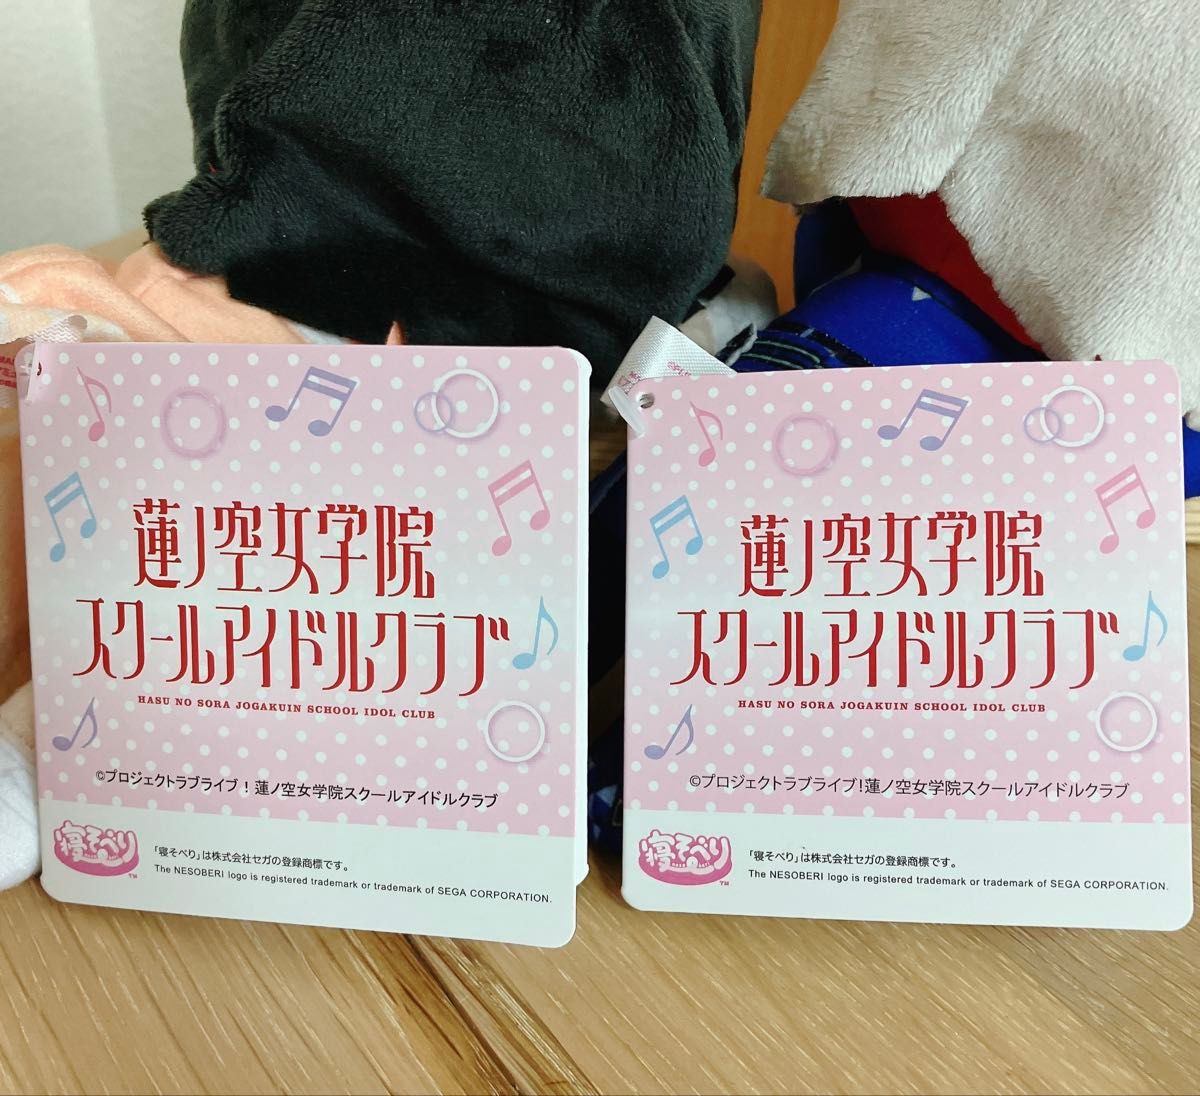 蓮ノ空女学院
スクールアイドルクラブ
HASU NO SORA JOGAKUIN SCHOOL IDOL CLUB
©プロジェクトラブライブ！蓮ノ空女学院スクールアイドルクラブ
寝そべり
TM
「寝そべり」は株式会社セガの登録商標です。
The NESOBERI logo is registered trademark or trademark of SEGA CORPORATION.
蓮ノ空女学院
スクールアイドルクラブ
HASU NO SORA JOGAKUIN SCHOOL IDOL CLUB
©プロジェクトラブライブ!蓮ノ空女学院スクールアイドルクラブ
寝そべり
TM
「寝そべり」は株式会社セガの登録商標です。
The NESOBERI logo is registered trademark or trademark of SEGA CORPORATION.